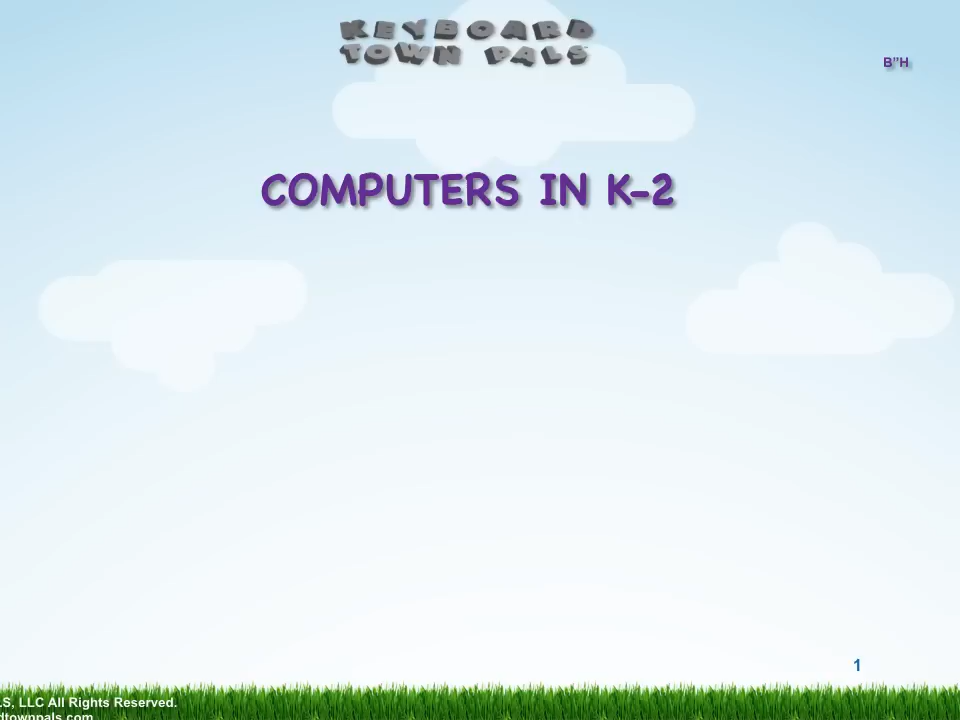 KEYBOARD
TOWN PALS
B”H
COMPUTERS IN K-2
1
LLC All Rights Reserved.